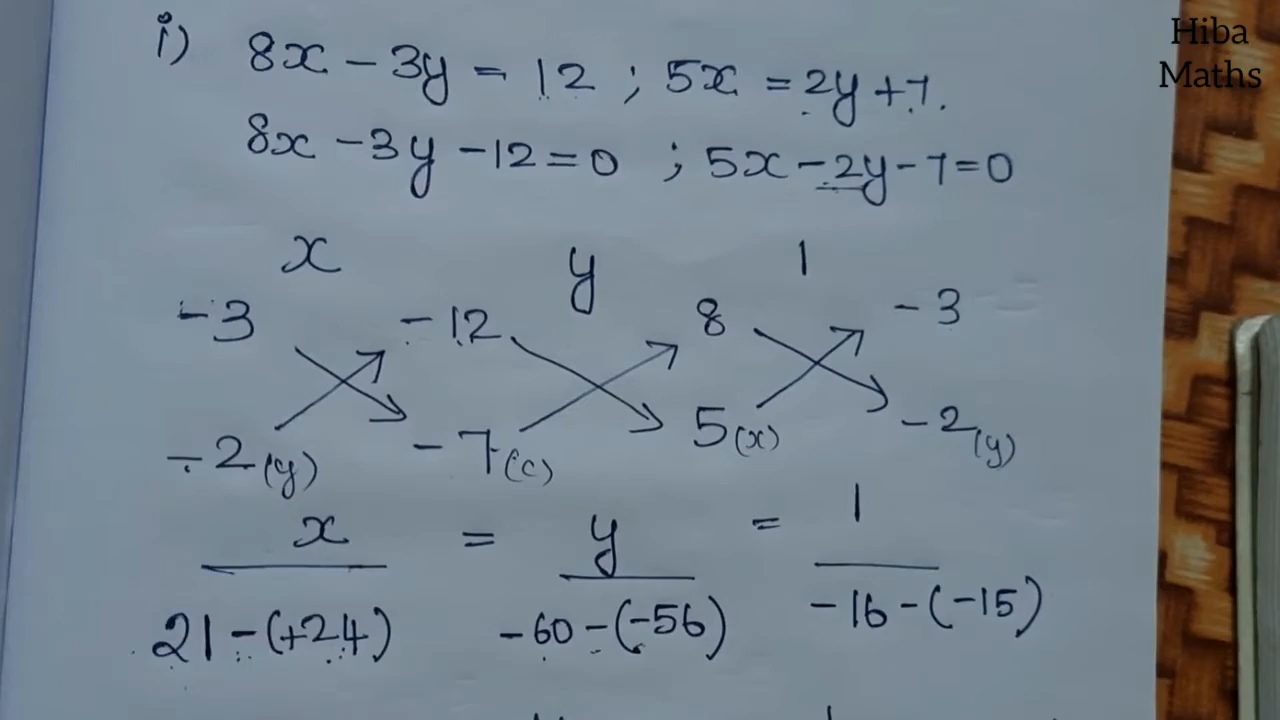 Hiba
Maths
i) 8x - 3y = 12 ; 5x = 2y + 7.
8x - 3y - 12 = 0 ; 5x - 2y - 7 = 0
x y 1
-3 -12 8 -3
-2 (y) -7 (c) 5 (x) -2 (y)
x = y = 1
21 - (+24) -60 - (-56) -16 - (-15)